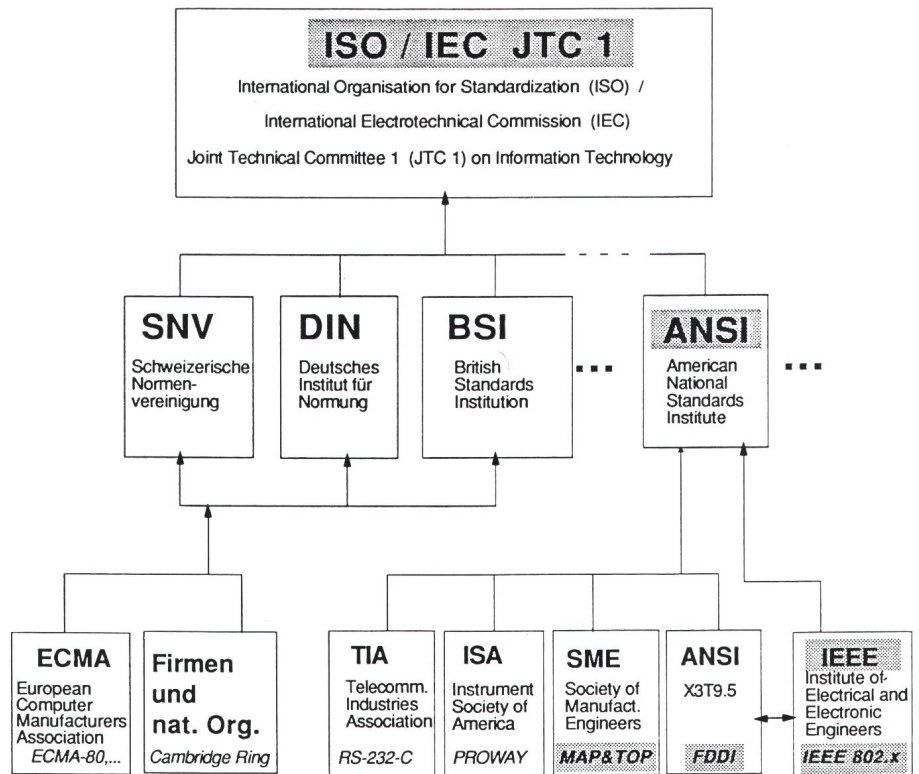 ISO / IEC JTC 1
International Organisation for Standardization (ISO) /
International Electrotechnical Commission (IEC)
Joint Technical Committee 1 (JTC 1) on Information Technology
SNV
Schweizerische
Normen-
vereinigung
DIN
Deutsches
Institut für
Normung
BSI
British
Standards
Institution
...
ANSI
American
National
Standards
Institute
...
ECMA
European
Computer
Manufacturers
Association
ECMA-80,...
Firmen
und
nat. Org.
Cambridge Ring
TIA
Telecomm.
Industries
Association
RS-232-C
ISA
Instrument
Society of
America
PROWAY
SME
Society of
Manufact.
Engineers
MAP&TOP
ANSI
X3T9.5
FDDI
IEEE
Institute of
Electrical and
Electronic
Engineers
IEEE 802.x